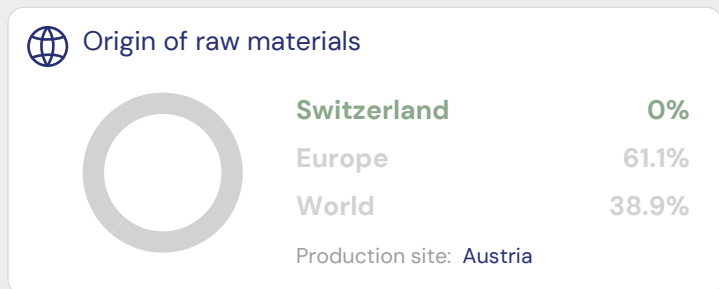 Origin of raw materials
Switzerland 0%
Europe 61.1%
World 38.9%
Production site: Austria